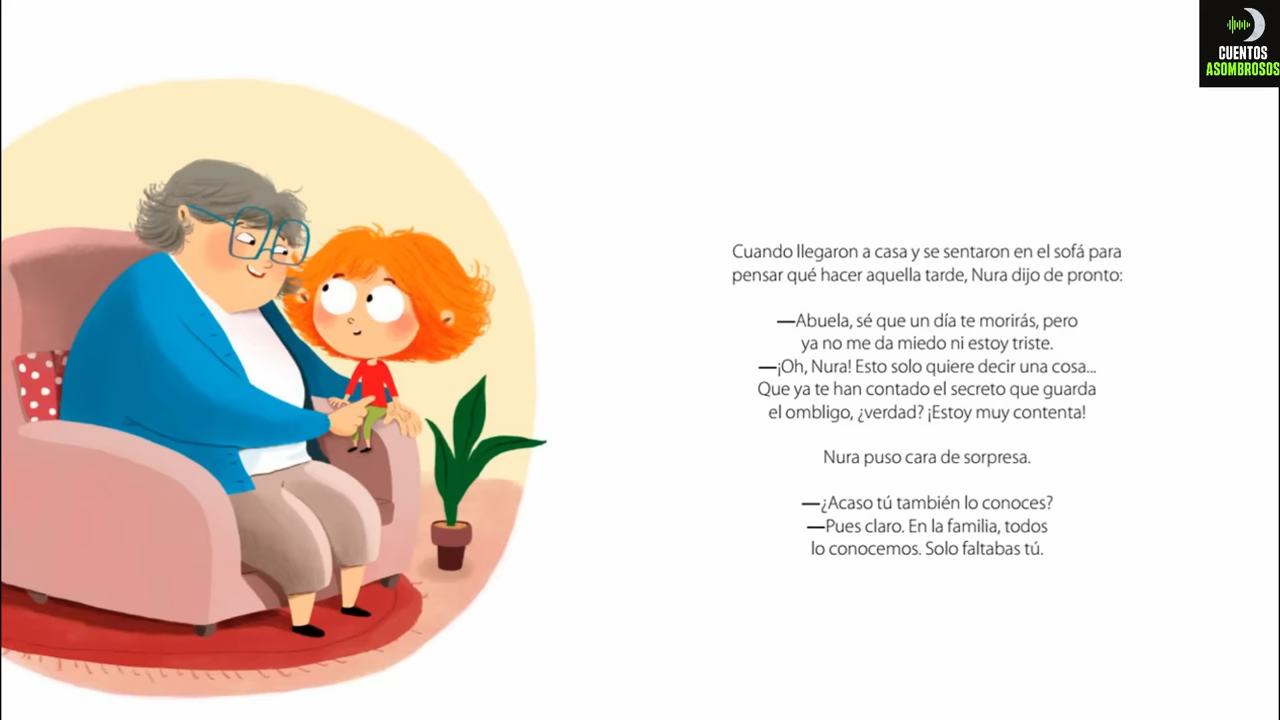 CUENTOS
ASOMBROSOS
Cuando llegaron a casa y se sentaron en el sofá para
pensar qué hacer aquella tarde, Nura dijo de pronto:
—Abuela, sé que un día te morirás, pero
ya no me da miedo ni estoy triste.
—¡Oh, Nura! Esto solo quiere decir una cosa...
Que ya te han contado el secreto que guarda
el ombligo, ¿verdad? ¡Estoy muy contenta!
Nura puso cara de sorpresa.
—¿Acaso tú también lo conoces?
—Pues claro. En la familia, todos
lo conocemos. Solo faltabas tú.